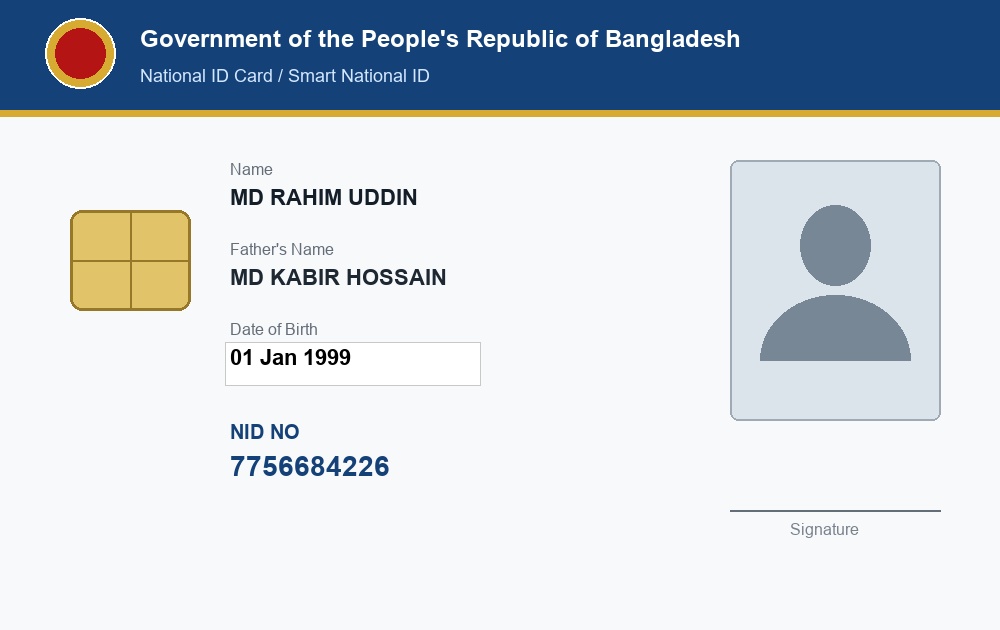 Government of the People's Republic of Bangladesh
National ID Card / Smart National ID
Name
MD RAHIM UDDIN
Father's Name
MD KABIR HOSSAIN
Date of Birth
01 Jan 1999
NID NO
7756684226
Signature